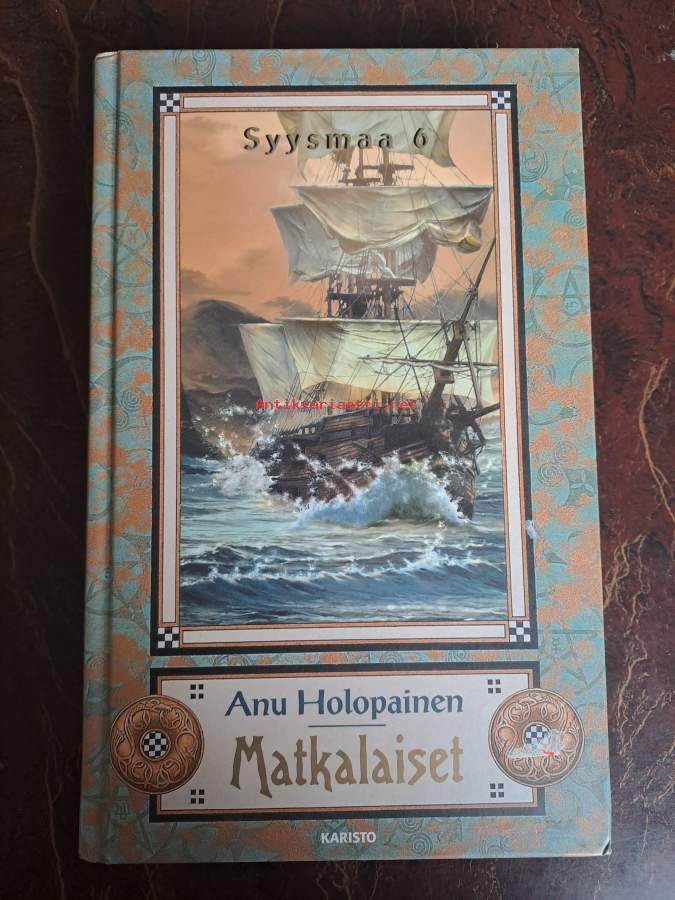 Syysmaa 6
Antikvariaatti.net
Anu Holopainen
Matkalaiset
KARISTO